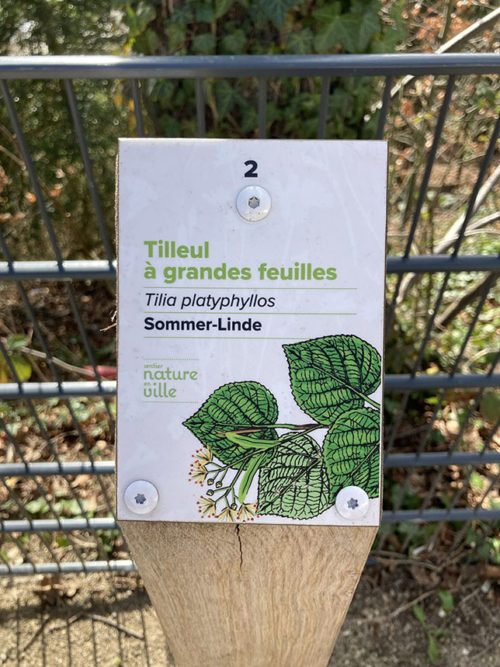 2
Tilleul
à grandes feuilles
Tilia platyphyllos
Sommer-Linde
sentier
nature
en
ville